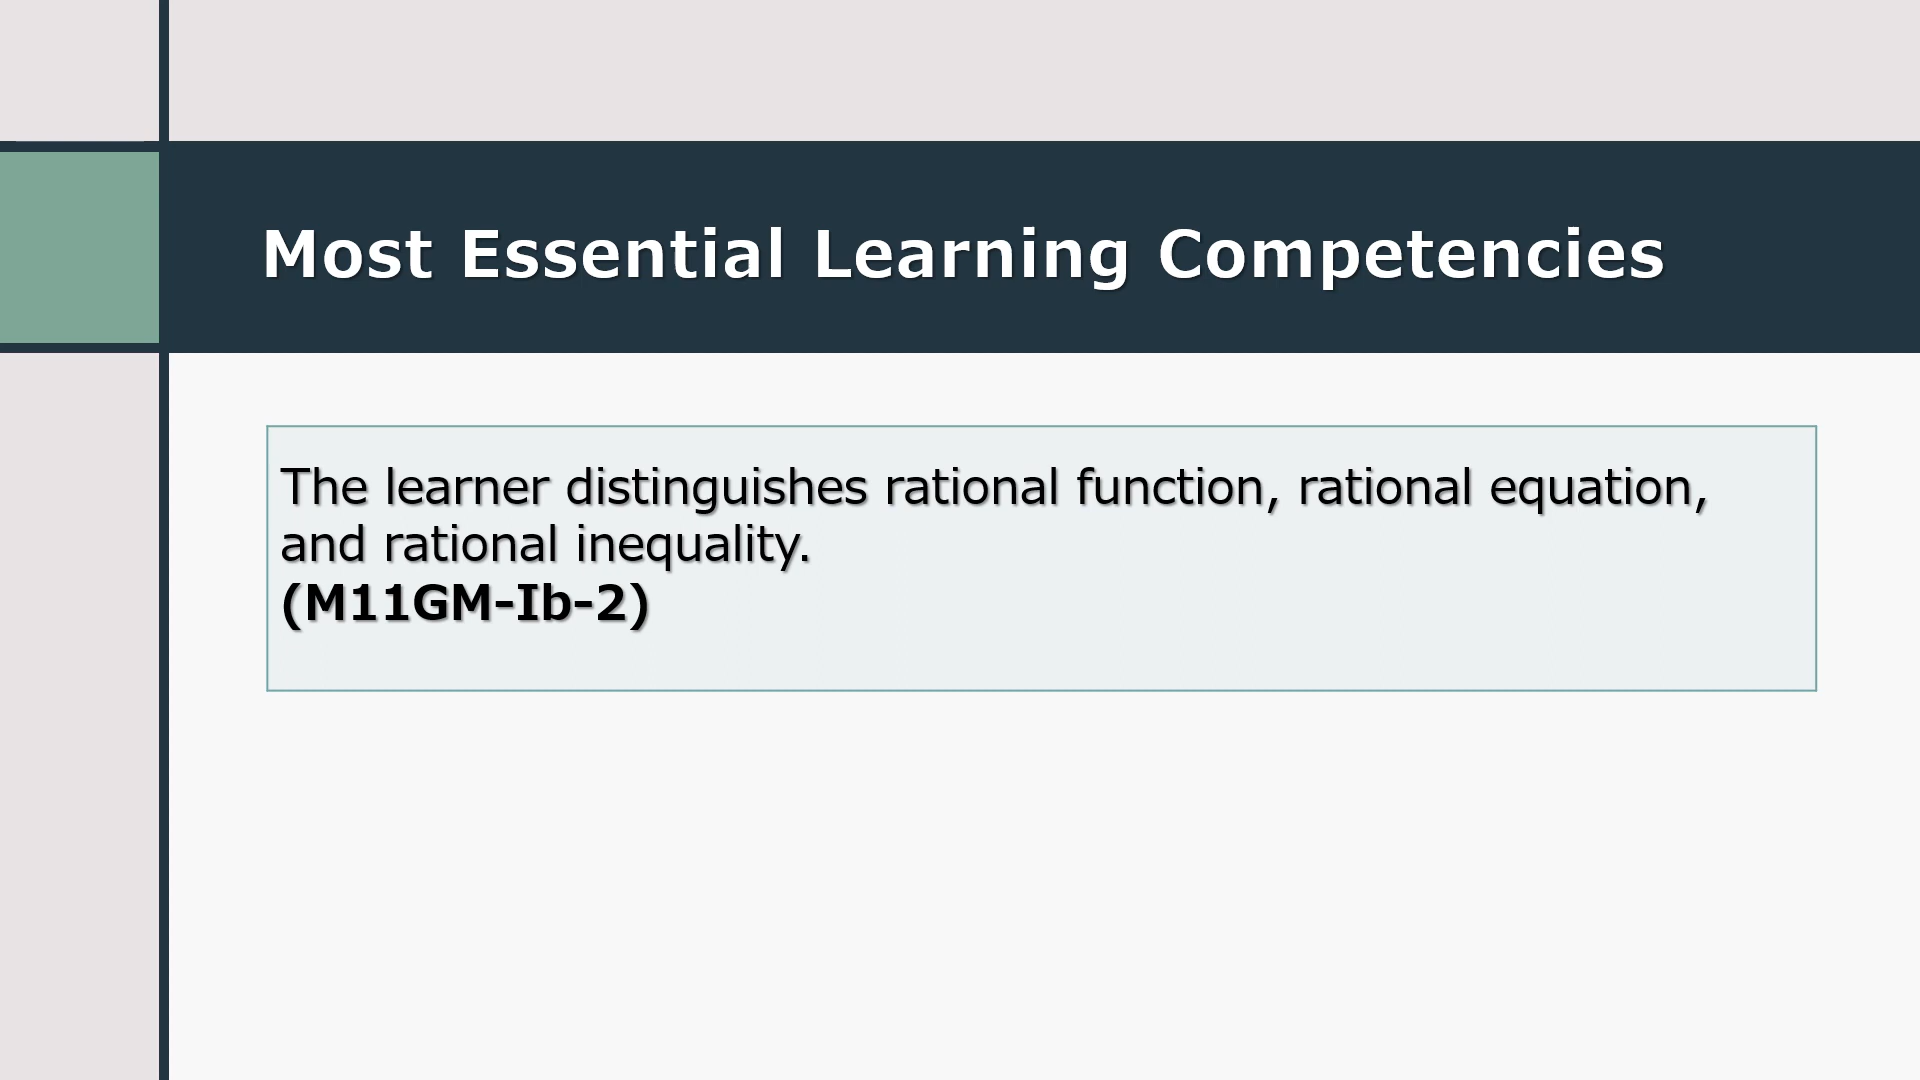 Most Essential Learning Competencies
The learner distinguishes rational function, rational equation,
and rational inequality.
(M11GM-Ib-2)